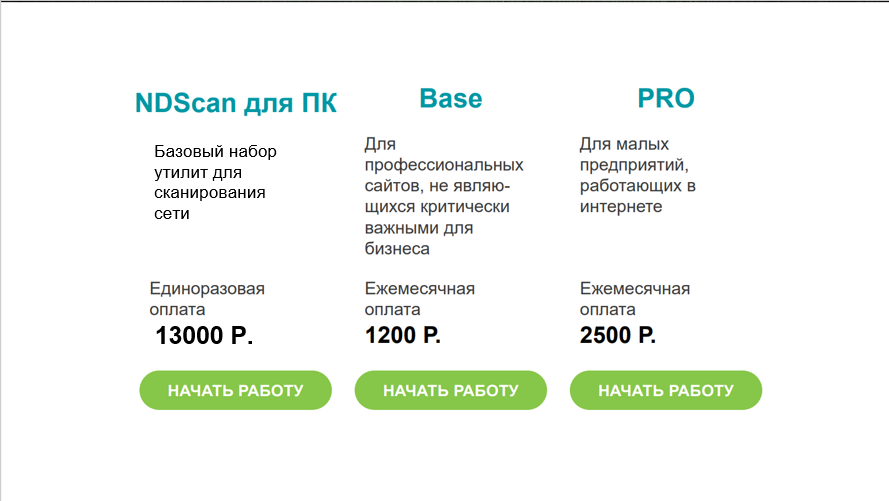 NDScan для ПК
Базовый набор
утилит для
сканирования
сети
Единоразовая
оплата
13000 Р.
НАЧАТЬ РАБОТУ
Base
Для
профессиональных
сайтов, не являю-
щихся критически
важными для
бизнеса
Ежемесячная
оплата
1200 Р.
НАЧАТЬ РАБОТУ
PRO
Для малых
предприятий,
работающих в
интернете
Ежемесячная
оплата
2500 Р.
НАЧАТЬ РАБОТУ